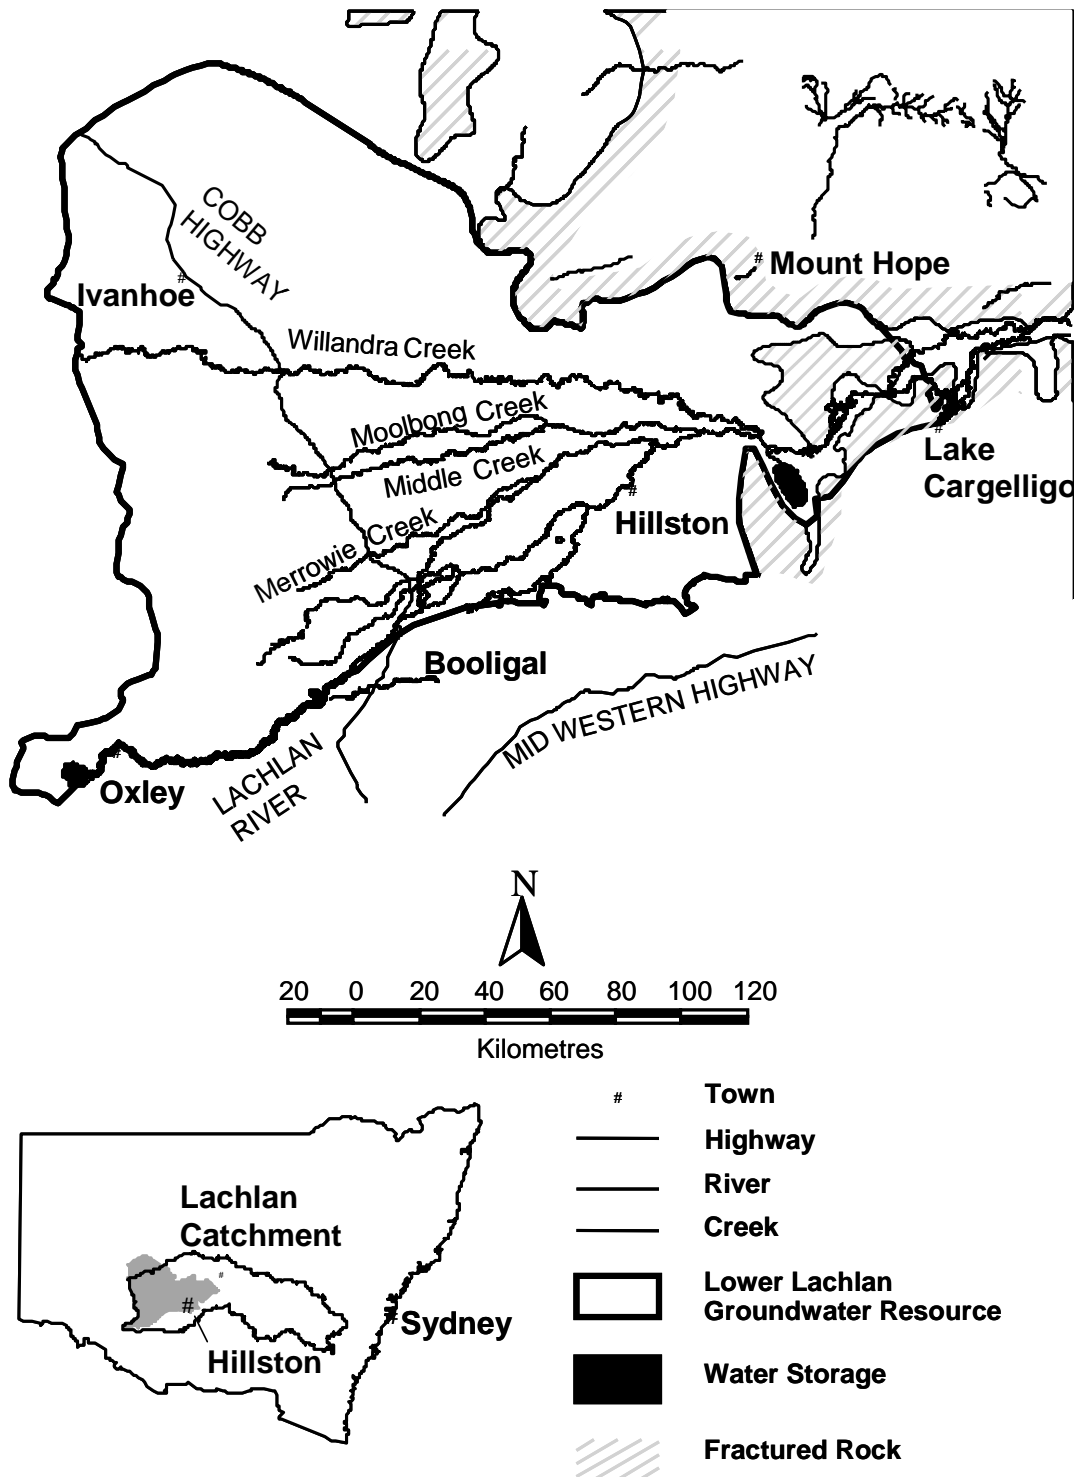 COBB
HIGHWAY
# Mount Hope
#
Ivanhoe
Willandra Creek
Moolbong Creek
Middle Creek
Merrowie Creek
#
Hillston
#
Lake
Cargelligo
Booligal
MID WESTERN HIGHWAY
LACHLAN
RIVER
#
Oxley
N
20 0 20 40 60 80 100 120
Kilometres
# Town
Highway
River
Creek
Lower Lachlan
Groundwater Resource
Water Storage
Fractured Rock
Lachlan
Catchment
#
#
# Sydney
Hillston